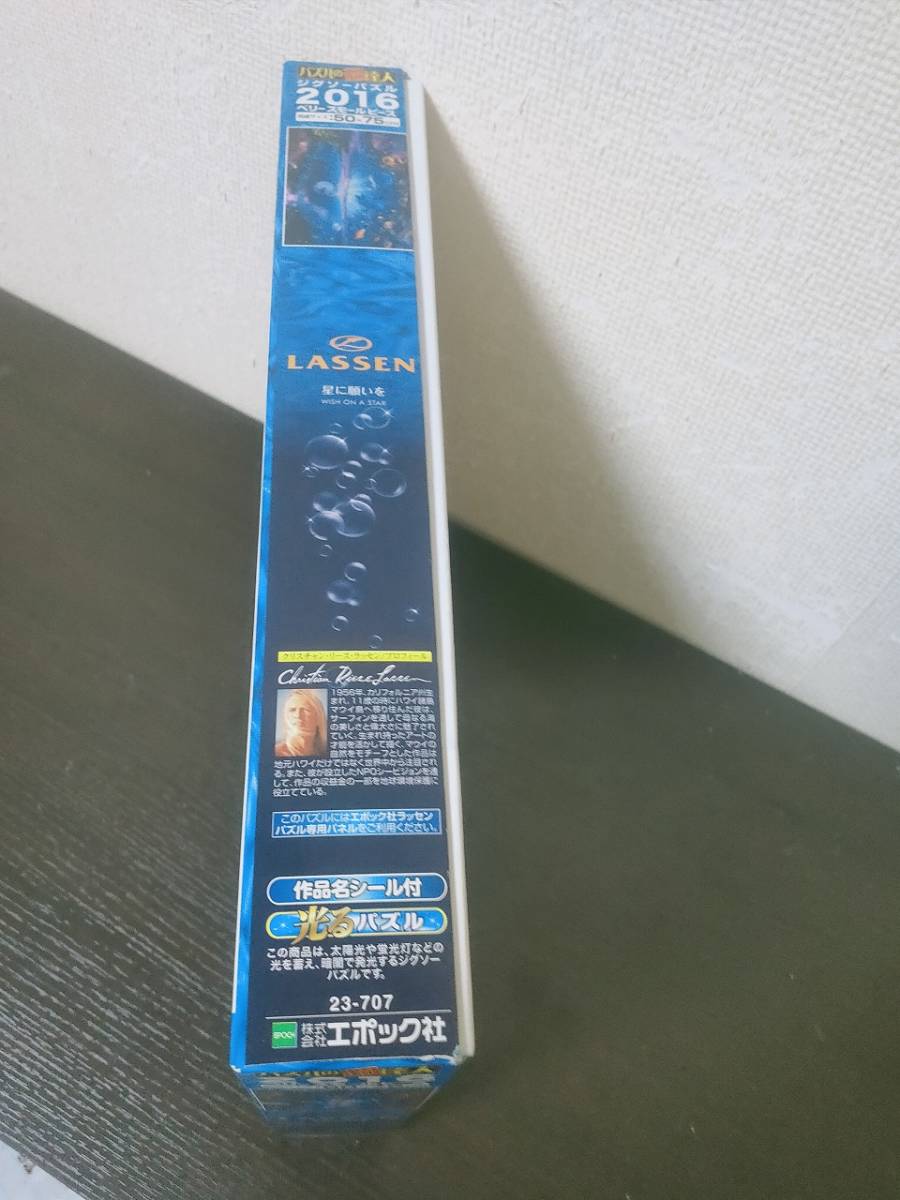 パズルの超達人
ジグソーパズル
2016
ベリースモールピース
50×75cm
LASSEN
星に願いを
WISH ON A STAR
クリスチャン・リース・ラッセン/プロフィール
Christian Riese Lassen
1956年、カリフォルニア州生
まれ。11歳の時にハワイ諸島
マウイ島へ移り住んだ彼は、
サーフィンを通して母なる海
の美しさと偉大さに魅了され
ていく。生まれ持ったアートの
才能を活かして描く、マウイの
自然をモチーフとした作品は
地元ハワイだけではなく世界中から注目され
る。また、彼が設立したNPOシービジョンを通
して、作品の収益金の一部を地球環境保護に
役立てている。
このパズルにはエポック社ラッセン
パズル専用パネルをご利用ください。
作品名シール付
光るパズル
この商品は、太陽光や蛍光灯などの
光を蓄え、暗闇で発光するジグソー
パズルです。
23-707
EPOCH
株式会社エポック社
2016